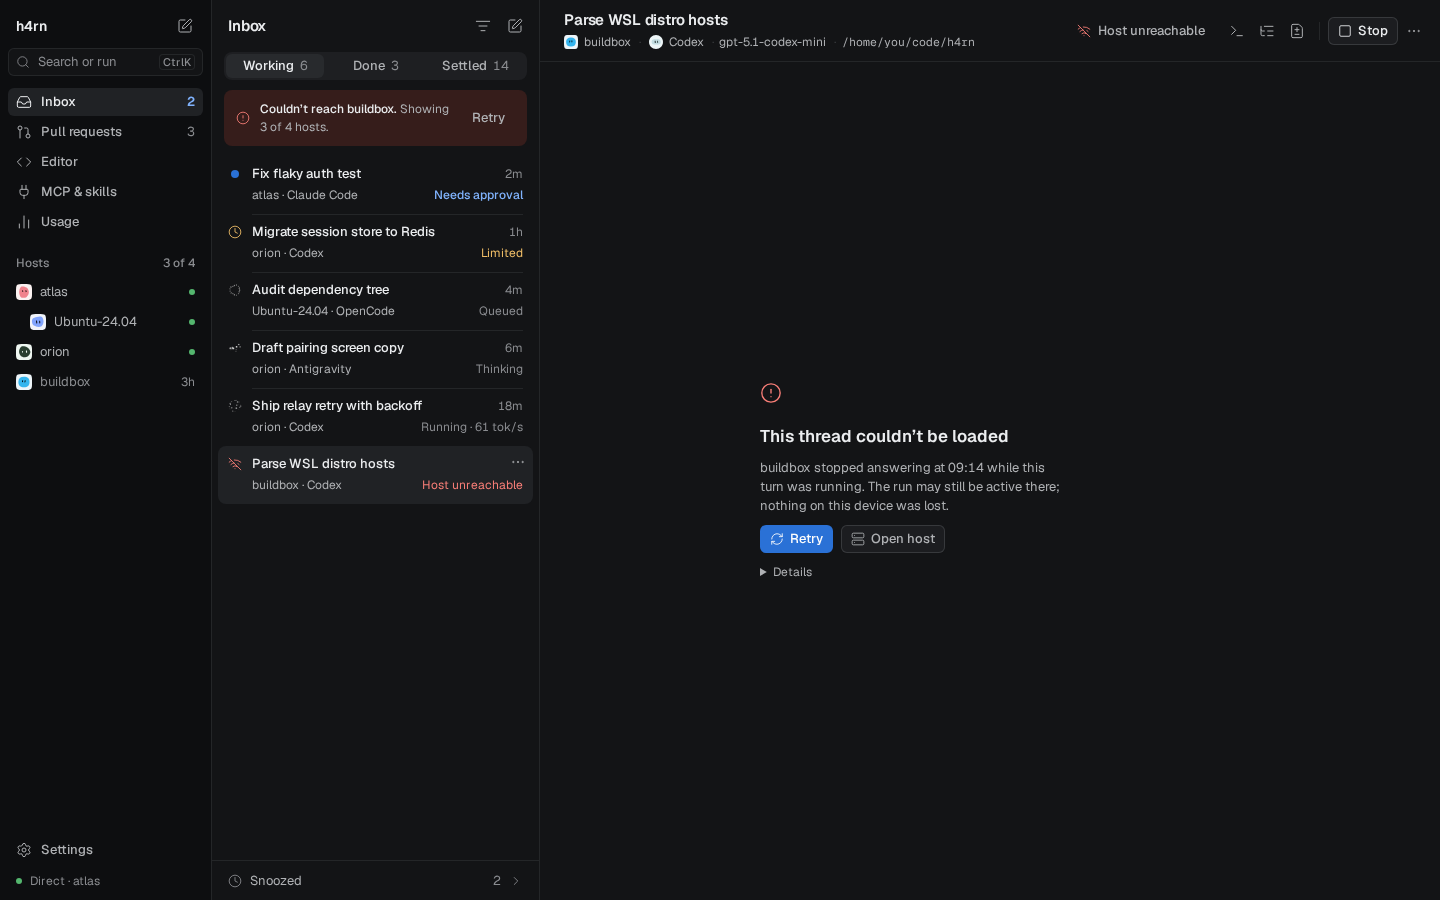 h4rn
Search or run CtrlK
Inbox 2
Pull requests 3
Editor
MCP & skills
Usage
Hosts 3 of 4
atlas
Ubuntu-24.04
orion
buildbox 3h
Settings
Direct · atlas
Inbox
Working 6 Done 3 Settled 14
Couldn’t reach buildbox. Showing
3 of 4 hosts.
Retry
Fix flaky auth test 2m
atlas · Claude Code Needs approval
Migrate session store to Redis 1h
orion · Codex Limited
Audit dependency tree 4m
Ubuntu-24.04 · OpenCode Queued
Draft pairing screen copy 6m
orion · Antigravity Thinking
Ship relay retry with backoff 18m
orion · Codex Running · 61 tok/s
Parse WSL distro hosts ···
buildbox · Codex Host unreachable
Snoozed 2
Parse WSL distro hosts
buildbox · Codex · gpt-5.1-codex-mini · /home/you/code/h4rn
Host unreachable
Stop
This thread couldn’t be loaded
buildbox stopped answering at 09:14 while this
turn was running. The run may still be active there;
nothing on this device was lost.
Retry Open host
Details